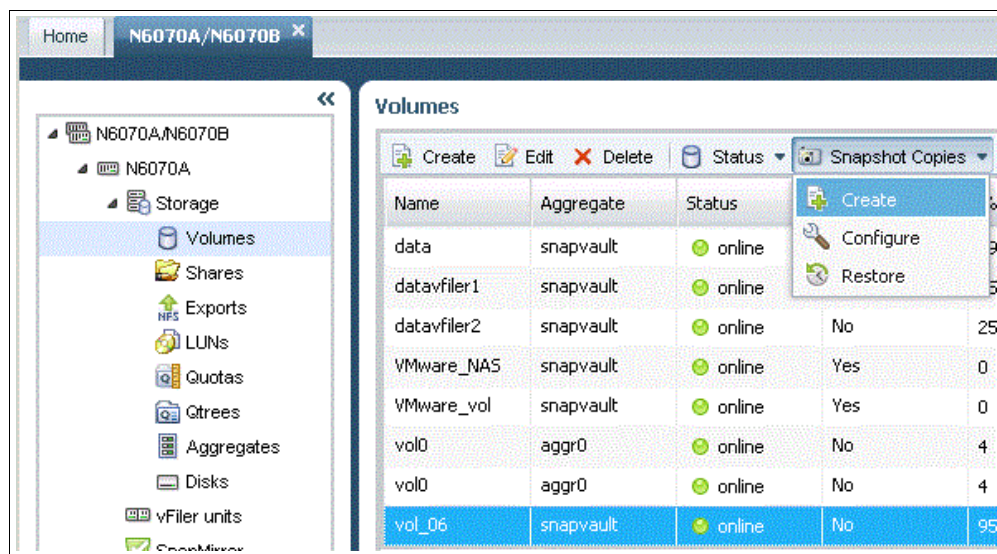 Home N6070A/N6070B
«
N6070A/N6070B
N6070A
Storage
Volumes
Shares
Exports
NFS
LUNs
Quotas
Qtrees
Aggregates
Disks
vFiler units
SnapMirror
Volumes
Create Edit Delete Status Snapshot Copies
Create
Configure
Restore
Name Aggregate Status
data snapvault online
datavfiler1 snapvault online
datavfiler2 snapvault online No 25
VMware_NAS snapvault online Yes 0
VMware_vol snapvault online Yes 0
vol0 aggr0 online No 4
vol0 aggr0 online No 4
vol_06 snapvault online No 95